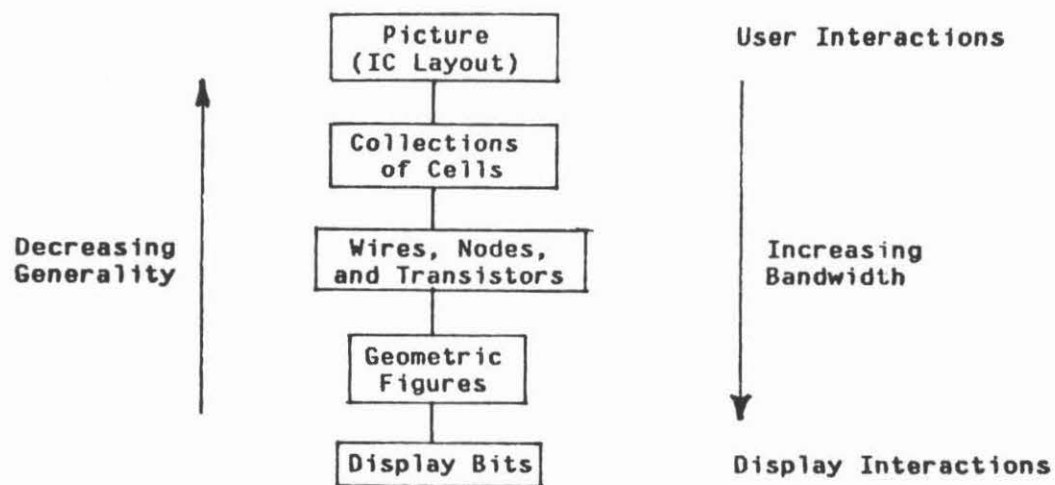 Picture
(IC Layout)
User Interactions
Collections
of Cells
Decreasing
Generality
Wires, Nodes,
and Transistors
Increasing
Bandwidth
Geometric
Figures
Display Bits
Display Interactions